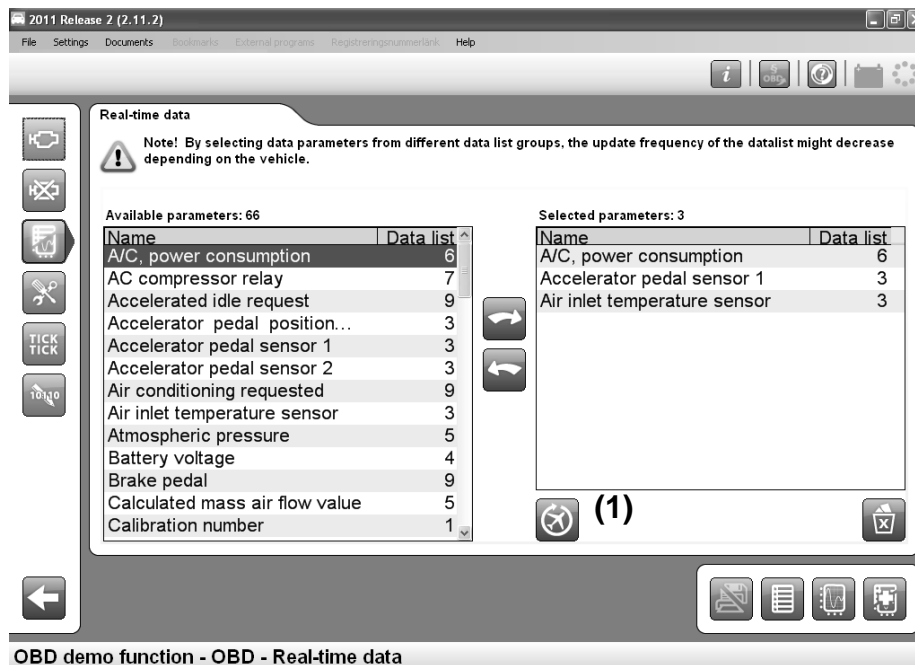 2011 Release 2 (2.11.2)
File Settings Documents Bookmarks External programs Registreringsnummerlänk Help
i
OBD
?
Real-time data
Note! By selecting data parameters from different data list groups, the update frequency of the datalist might decrease
depending on the vehicle.
Available parameters: 66
Name Data list
A/C, power consumption 6
AC compressor relay 7
Accelerated idle request 9
Accelerator pedal position... 3
Accelerator pedal sensor 1 3
Accelerator pedal sensor 2 3
Air conditioning requested 9
Air inlet temperature sensor 3
Atmospheric pressure 5
Battery voltage 4
Brake pedal 9
Calculated mass air flow value 5
Calibration number 1
Selected parameters: 3
Name Data list
A/C, power consumption 6
Accelerator pedal sensor 1 3
Air inlet temperature sensor 3
(1)
TICK
TICK
10110
OBD demo function - OBD - Real-time data